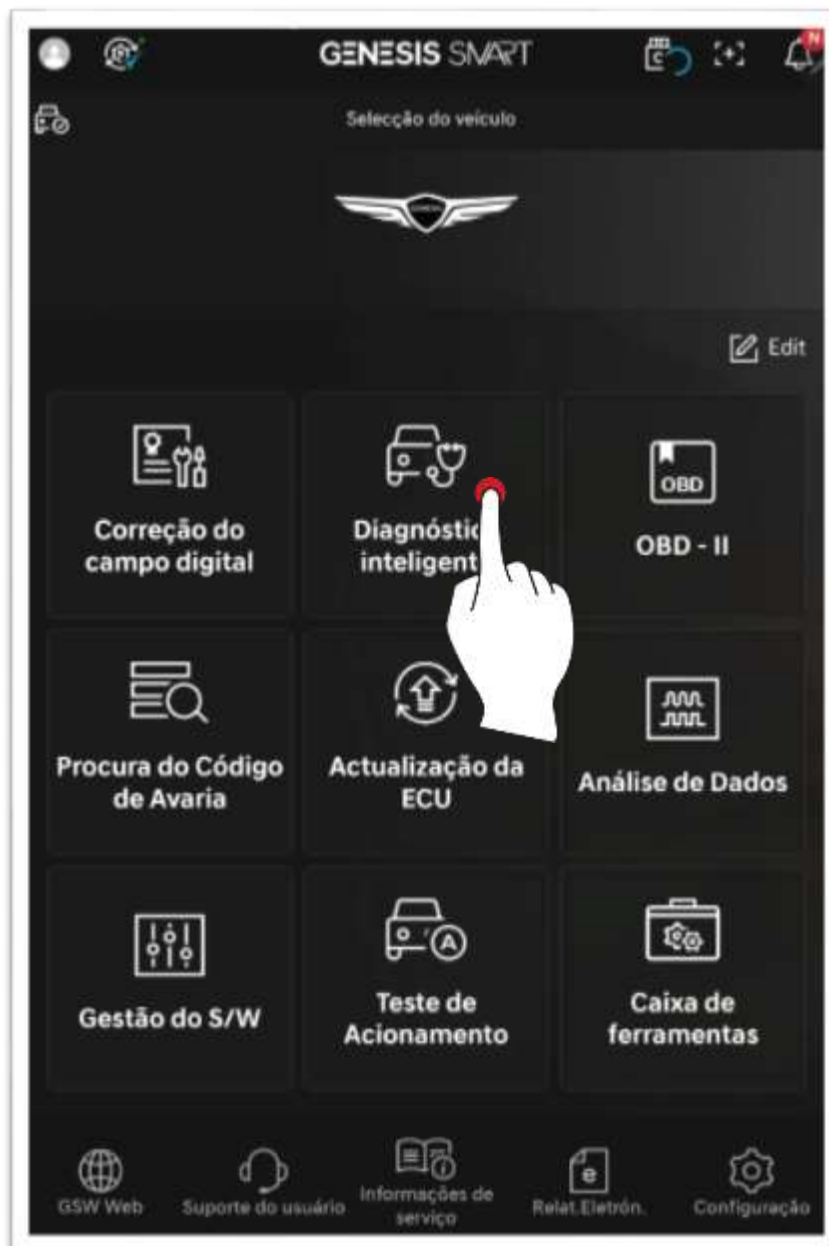 GENESIS SMART
N
Selecção do veículo
GENESIS
Edit
Correção do
campo digital
Diagnóstic
inteligent
OBD
OBD - II
Procura do Código
de Avaria
Actualização da
ECU
Análise de Dados
Gestão do S/W
A
Teste de
Acionamento
Caixa de
ferramentas
GSW Web
Suporte do usuário
Informações de
serviço
e
Relat.Eletrón.
Configuração